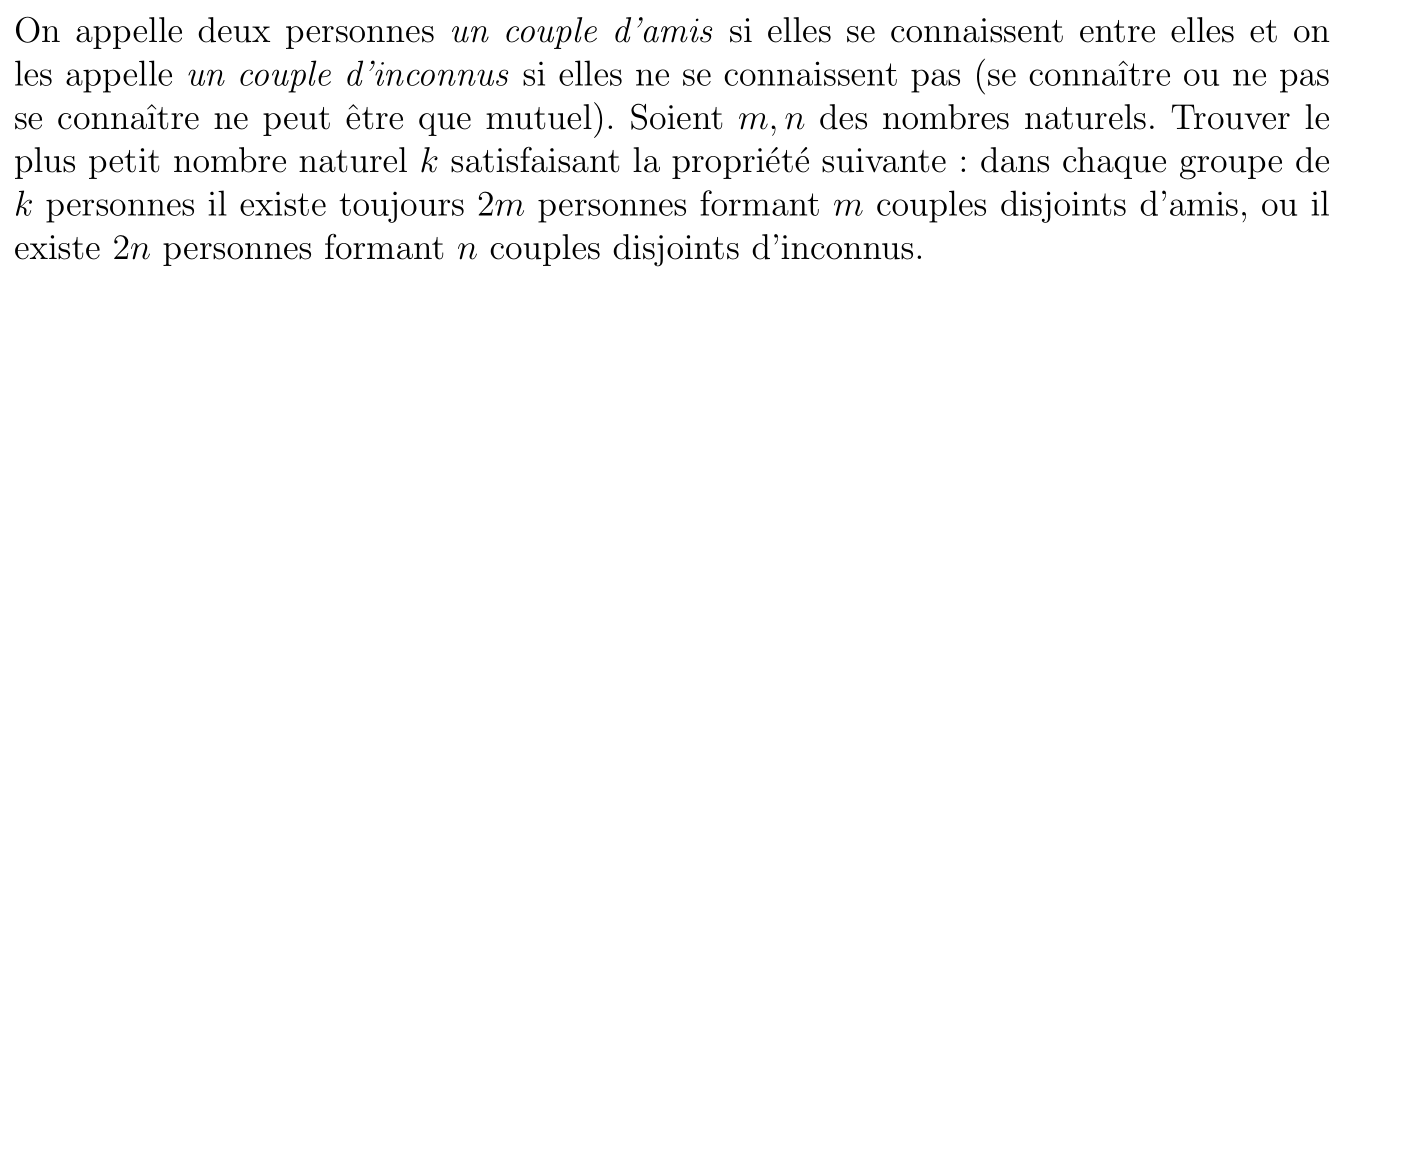 On appelle deux personnes un couple d'amis si elles se connaissent entre elles et on
les appelle un couple d'inconnus si elles ne se connaissent pas (se connaître ou ne pas
se connaître ne peut être que mutuel). Soient m, n des nombres naturels. Trouver le
plus petit nombre naturel k satisfaisant la propriété suivante : dans chaque groupe de
k personnes il existe toujours 2m personnes formant m couples disjoints d'amis, ou il
existe 2n personnes formant n couples disjoints d'inconnus.